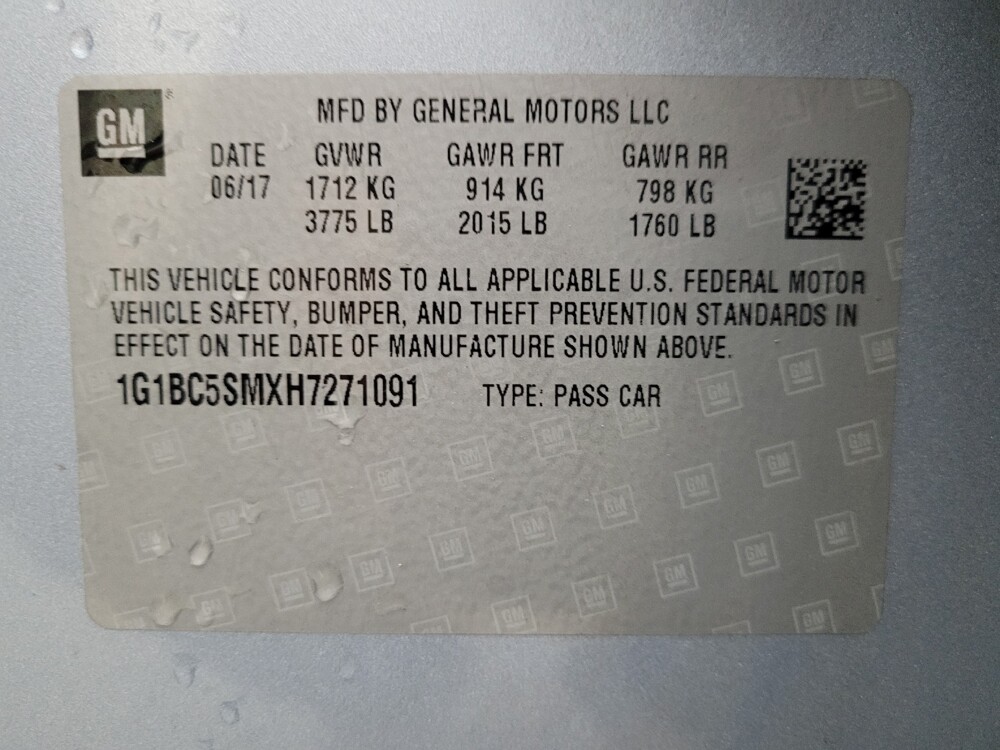 GM
MFD BY GENERAL MOTORS LLC
DATE GVWR GAWR FRT GAWR RR
06/17 1712 KG 914 KG 798 KG
3775 LB 2015 LB 1760 LB
THIS VEHICLE CONFORMS TO ALL APPLICABLE U.S. FEDERAL MOTOR
VEHICLE SAFETY, BUMPER, AND THEFT PREVENTION STANDARDS IN
EFFECT ON THE DATE OF MANUFACTURE SHOWN ABOVE.
1G1BC5SMXH7271091 TYPE: PASS CAR